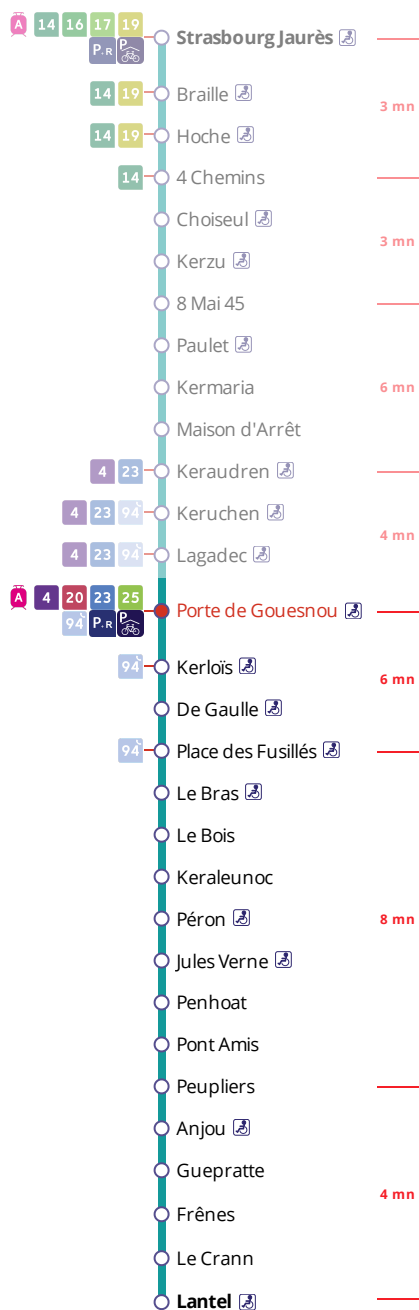 A 14 16 17 19
P+R P
Strasbourg Jaurès
14 19 Braille
3 mn
14 19 Hoche
14 4 Chemins
Choiseul
3 mn
Kerzu
8 Mai 45
Paulet
Kermaria
6 mn
Maison d'Arrêt
4 23 Keraudren
4 23 94 Keruchen
4 mn
4 23 94 Lagadec
A 4 20 23 25
94 P+R P
Porte de Gouesnou
94 Kerloïs
6 mn
De Gaulle
94 Place des Fusillés
Le Bras
Le Bois
Keraleunoc
Péron
8 mn
Jules Verne
Penhoat
Pont Amis
Peupliers
Anjou
Guepratte
4 mn
Frênes
Le Crann
Lantel